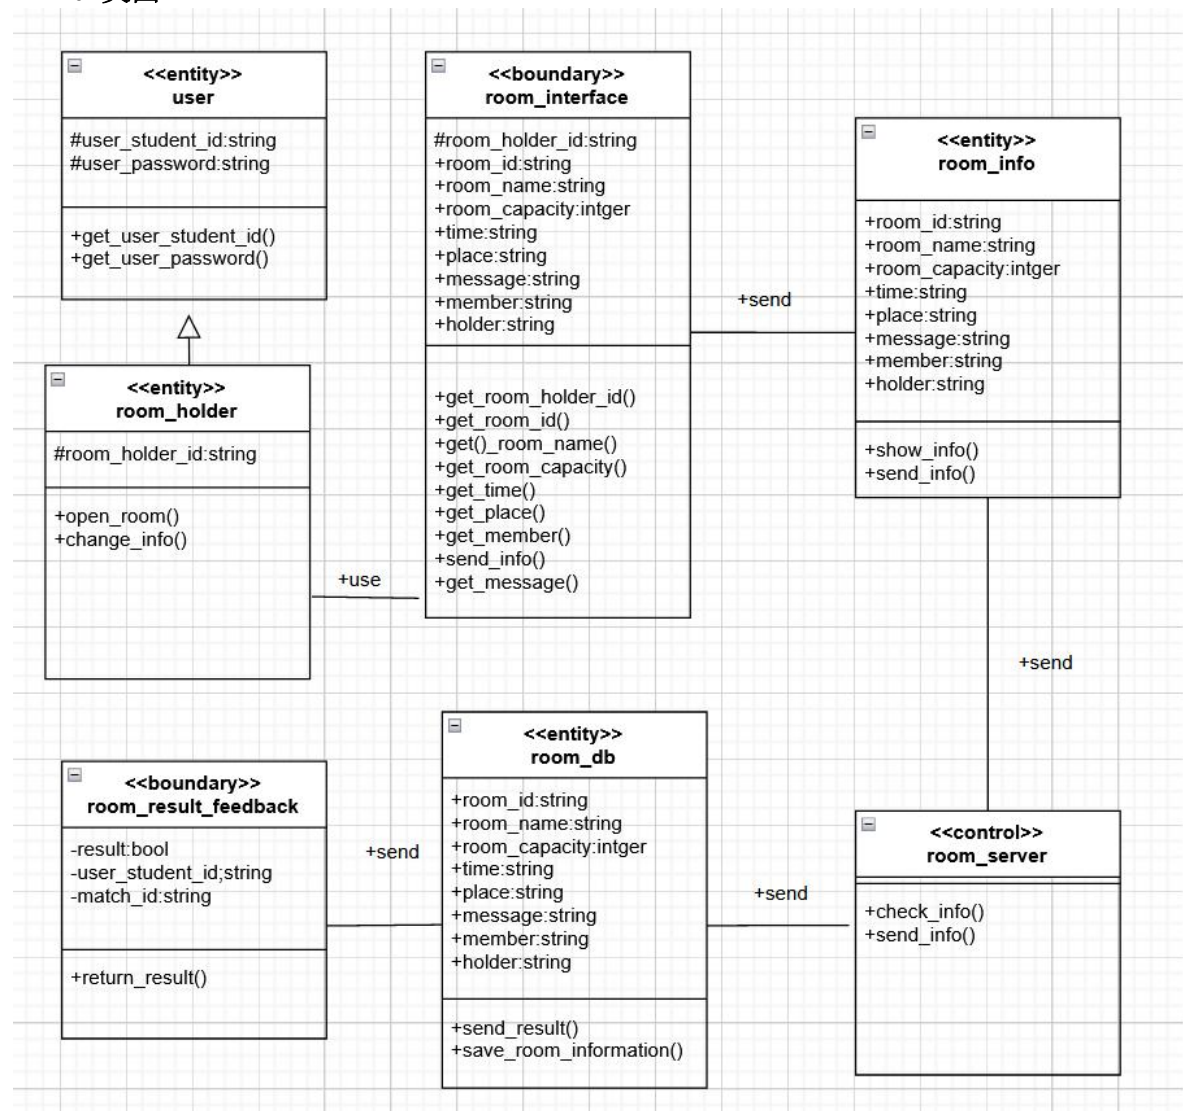 <<entity>>
user
#user_student_id:string
#user_password:string
+get_user_student_id()
+get_user_password()
<<boundary>>
room_interface
#room_holder_id:string
+room_id:string
+room_name:string
+room_capacity:intger
+time:string
+place:string
+message:string
+member:string
+holder:string
+get_room_holder_id()
+get_room_id()
+get()_room_name()
+get_room_capacity()
+get_time()
+get_place()
+get_member()
+send_info()
+get_message()
+send
<<entity>>
room_info
+room_id:string
+room_name:string
+room_capacity:intger
+time:string
+place:string
+message:string
+member:string
+holder:string
+show_info()
+send_info()
<<entity>>
room_holder
#room_holder_id:string
+open_room()
+change_info()
+use
+send
<<boundary>>
room_result_feedback
-result:bool
-user_student_id;string
-match_id:string
+return_result()
+send
<<entity>>
room_db
+room_id:string
+room_name:string
+room_capacity:intger
+time:string
+place:string
+message:string
+member:string
+holder:string
+send_result()
+save_room_information()
+send
<<control>>
room_server
+check_info()
+send_info()